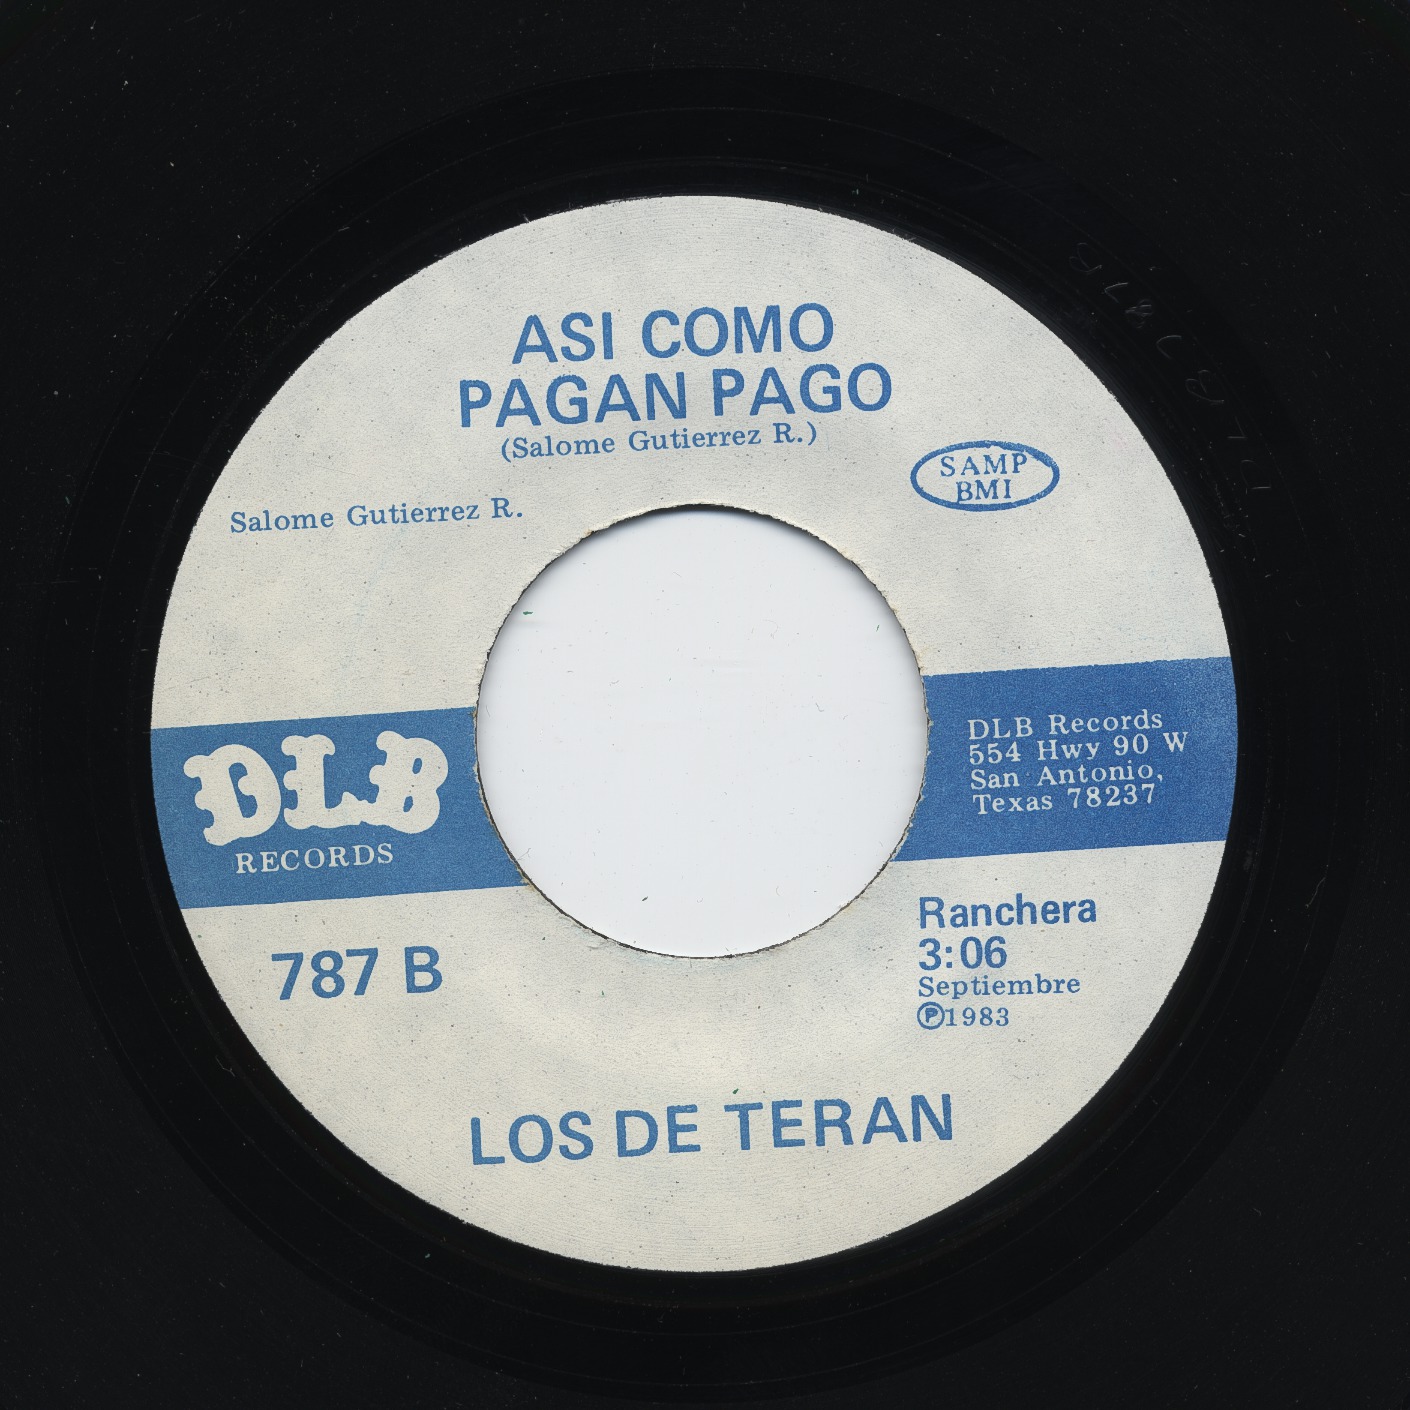 ASI COMO
PAGAN PAGO
(Salome Gutierrez R.)
Salome Gutierrez R.
SAMP
BMI
DLB
RECORDS
DLB Records
554 Hwy 90 W
San Antonio,
Texas 78237
787 B
Ranchera
3:06
Septiembre
℗1983
LOS DE TERAN